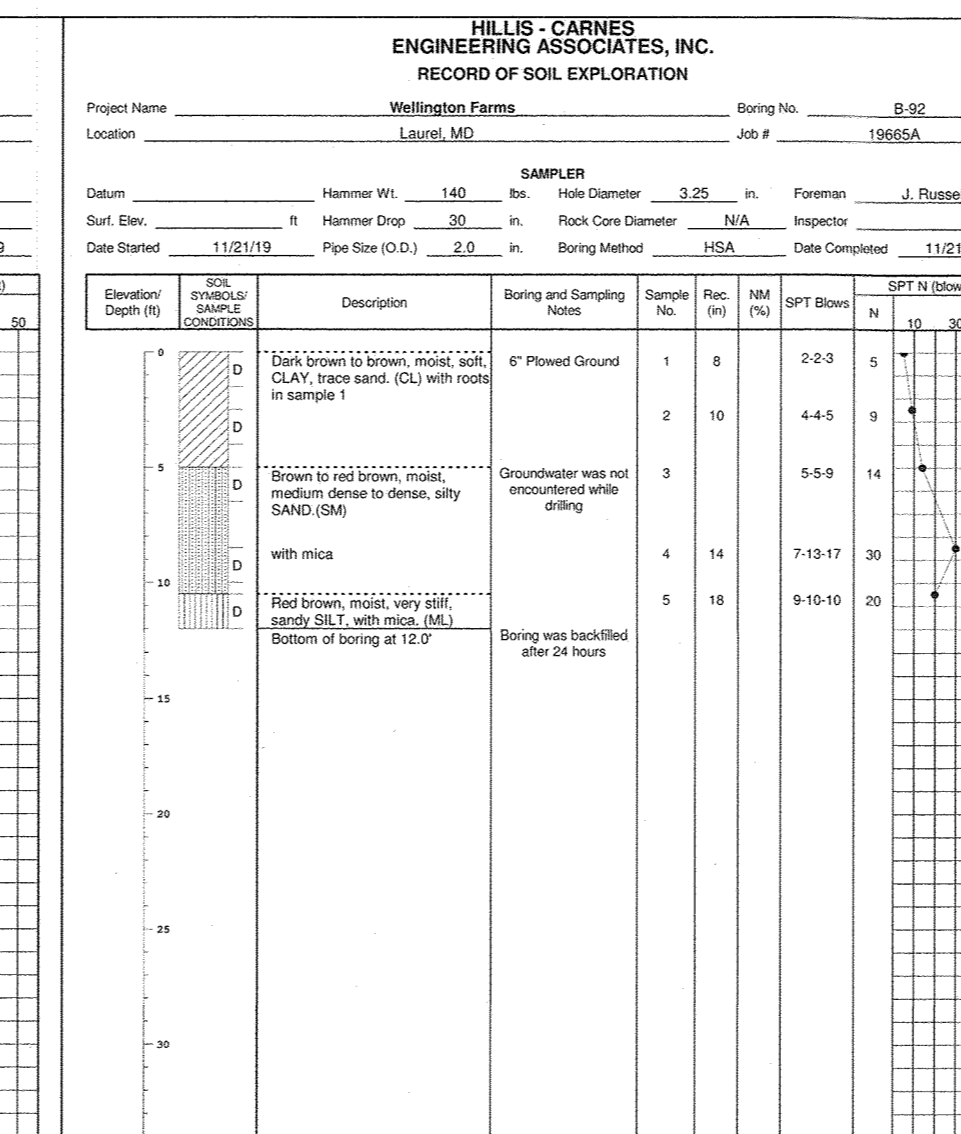 HILLIS - CARNES
ENGINEERING ASSOCIATES, INC.
RECORD OF SOIL EXPLORATION
Project Name Wellington Farms Boring No. B-92
Location Laurel, MD Job # 19665A
SAMPLER
Datum Hammer Wt. 140 lbs. Hole Diameter 3.25 in. Foreman J. Russel
Surf. Elev. ft Hammer Drop 30 in. Rock Core Diameter N/A Inspector
9 Date Started 11/21/19 Pipe Size (O.D.) 2.0 in. Boring Method HSA Date Completed 11/21
) Elevation/ Depth (ft) SOIL SYMBOLS/ SAMPLE CONDITIONS Description Boring and Sampling Notes Sample No. Rec. (in) NM (%) SPT Blows SPT N (blow
50 N 10 30
0 D Dark brown to brown, moist, soft, 6" Plowed Ground 1 8 2-2-3 5
CLAY, trace sand. (CL) with roots
in sample 1
D 2 10 4-4-5 9
5 D Brown to red brown, moist, Groundwater was not 3 5-5-9 14
medium dense to dense, silty encountered while
SAND.(SM) drilling
D with mica 4 14 7-13-17 30
10
D Red brown, moist, very stiff, 5 18 9-10-10 20
sandy SILT, with mica. (ML)
Bottom of boring at 12.0' Boring was backfilled
after 24 hours
15
20
25
30